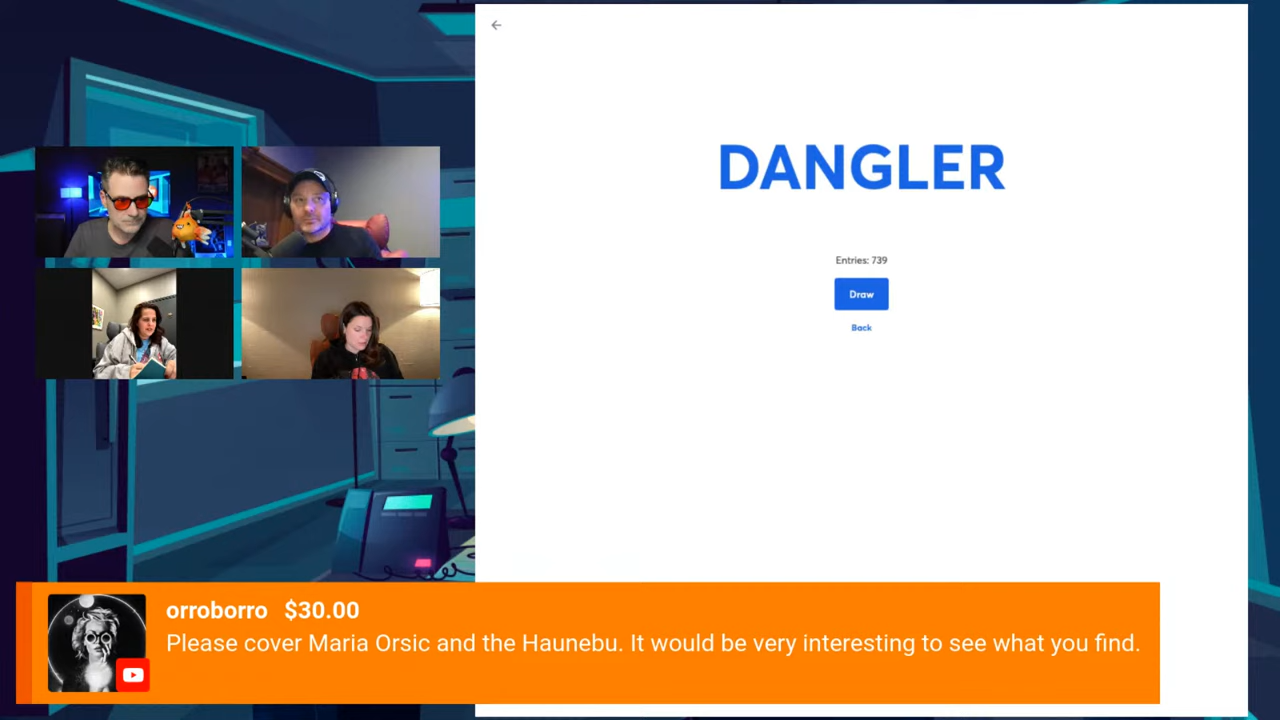 DANGLER
Entries: 739
Draw
Back
orroborro $30.00
Please cover Maria Orsic and the Haunebu. It would be very interesting to see what you find.